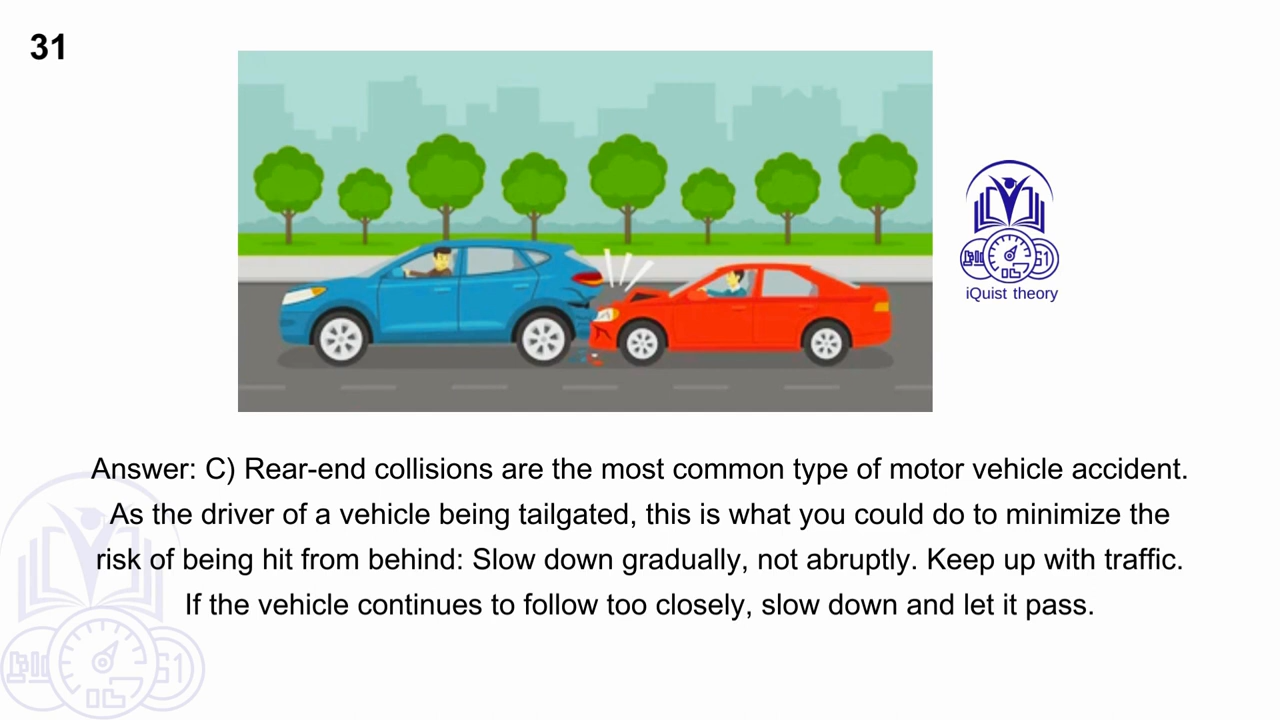 31
iQuist theory
Answer: C) Rear-end collisions are the most common type of motor vehicle accident.
As the driver of a vehicle being tailgated, this is what you could do to minimize the
risk of being hit from behind: Slow down gradually, not abruptly. Keep up with traffic.
If the vehicle continues to follow too closely, slow down and let it pass.